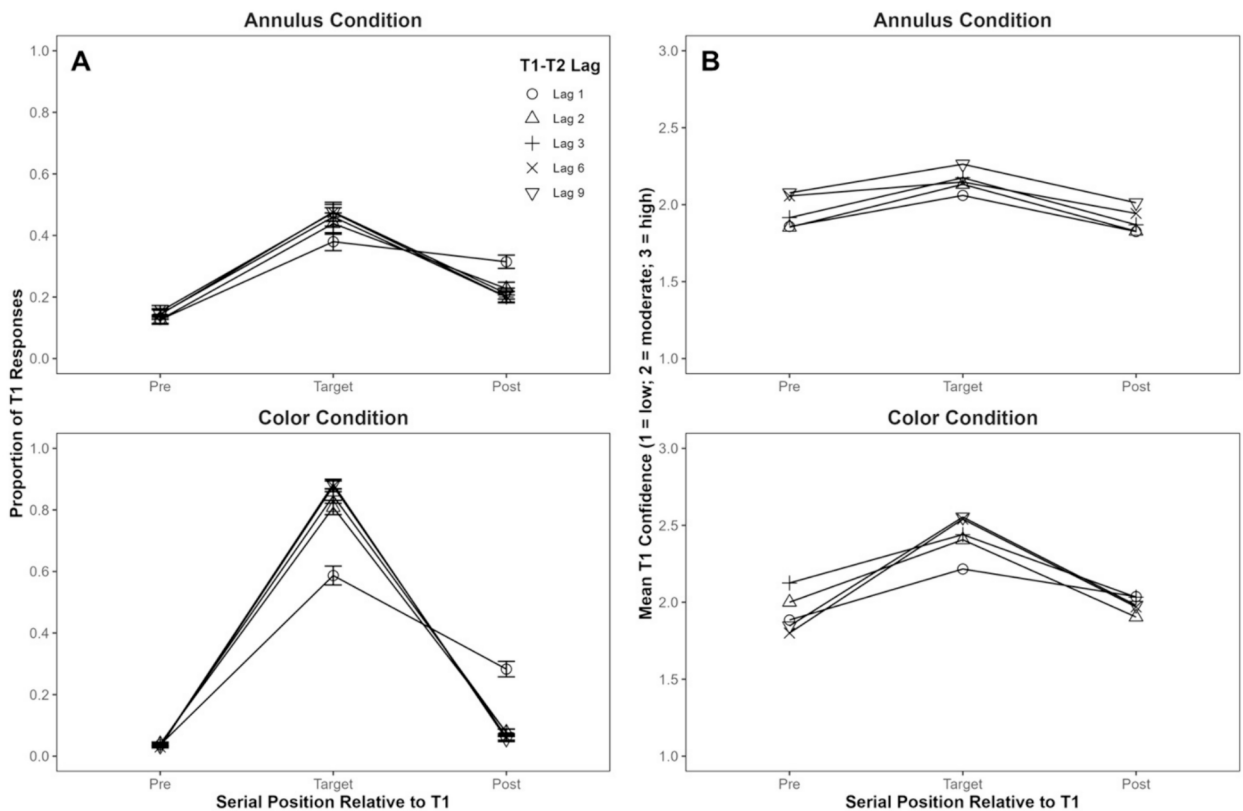 Annulus Condition
A
T1-T2 Lag
Lag 1
Lag 2
Lag 3
Lag 6
Lag 9
1.0
0.8
0.6
0.4
0.2
0.0
Pre
Target
Post
Color Condition
1.0
0.8
0.6
0.4
0.2
0.0
Pre
Target
Post
Proportion of T1 Responses
Serial Position Relative to T1
Annulus Condition
B
3.0
2.5
2.0
1.5
1.0
Pre
Target
Post
Color Condition
3.0
2.5
2.0
1.5
1.0
Pre
Target
Post
Mean T1 Confidence (1 = low; 2 = moderate; 3 = high)
Serial Position Relative to T1